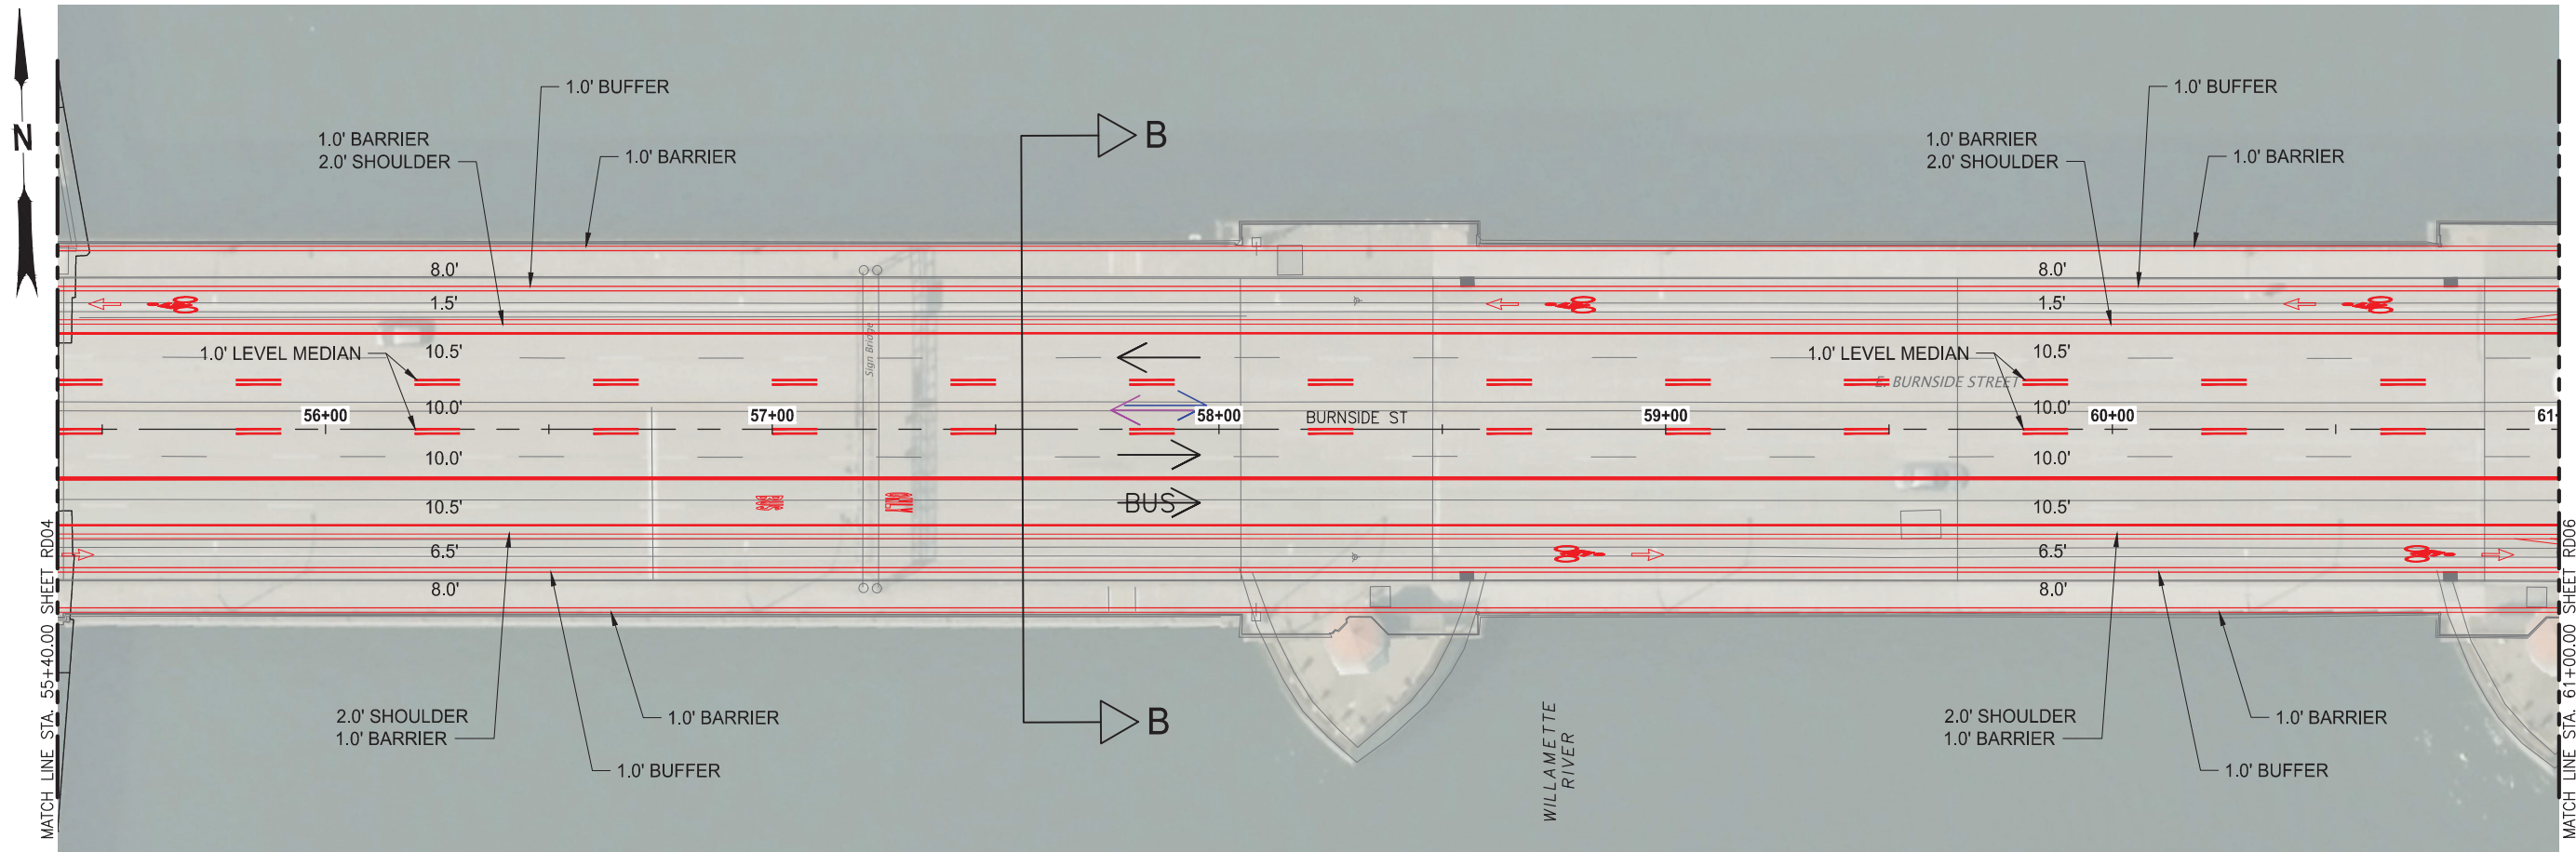 1.0' BUFFER
1.0' BARRIER
2.0' SHOULDER
1.0' BARRIER
B
1.0' BUFFER
1.0' BARRIER
2.0' SHOULDER
1.0' BARRIER
N
8.0'
8.0'
1.5'
1.5'
Sign Bridge
1.0' LEVEL MEDIAN
10.5'
1.0' LEVEL MEDIAN
10.5'
E. BURNSIDE STREET
10.0'
10.0'
56+00
57+00
58+00
BURNSIDE ST
59+00
60+00
61+
10.0'
10.0'
10.5'
BUS
ONLY
BUS
10.5'
6.5'
6.5'
8.0'
8.0'
MATCH LINE STA. 55+40.00 SHEET RD04
MATCH LINE STA. 61+00.00 SHEET RD06
2.0' SHOULDER
1.0' BARRIER
1.0' BARRIER
1.0' BUFFER
B
WILLAMETTE
RIVER
2.0' SHOULDER
1.0' BARRIER
1.0' BARRIER
1.0' BUFFER